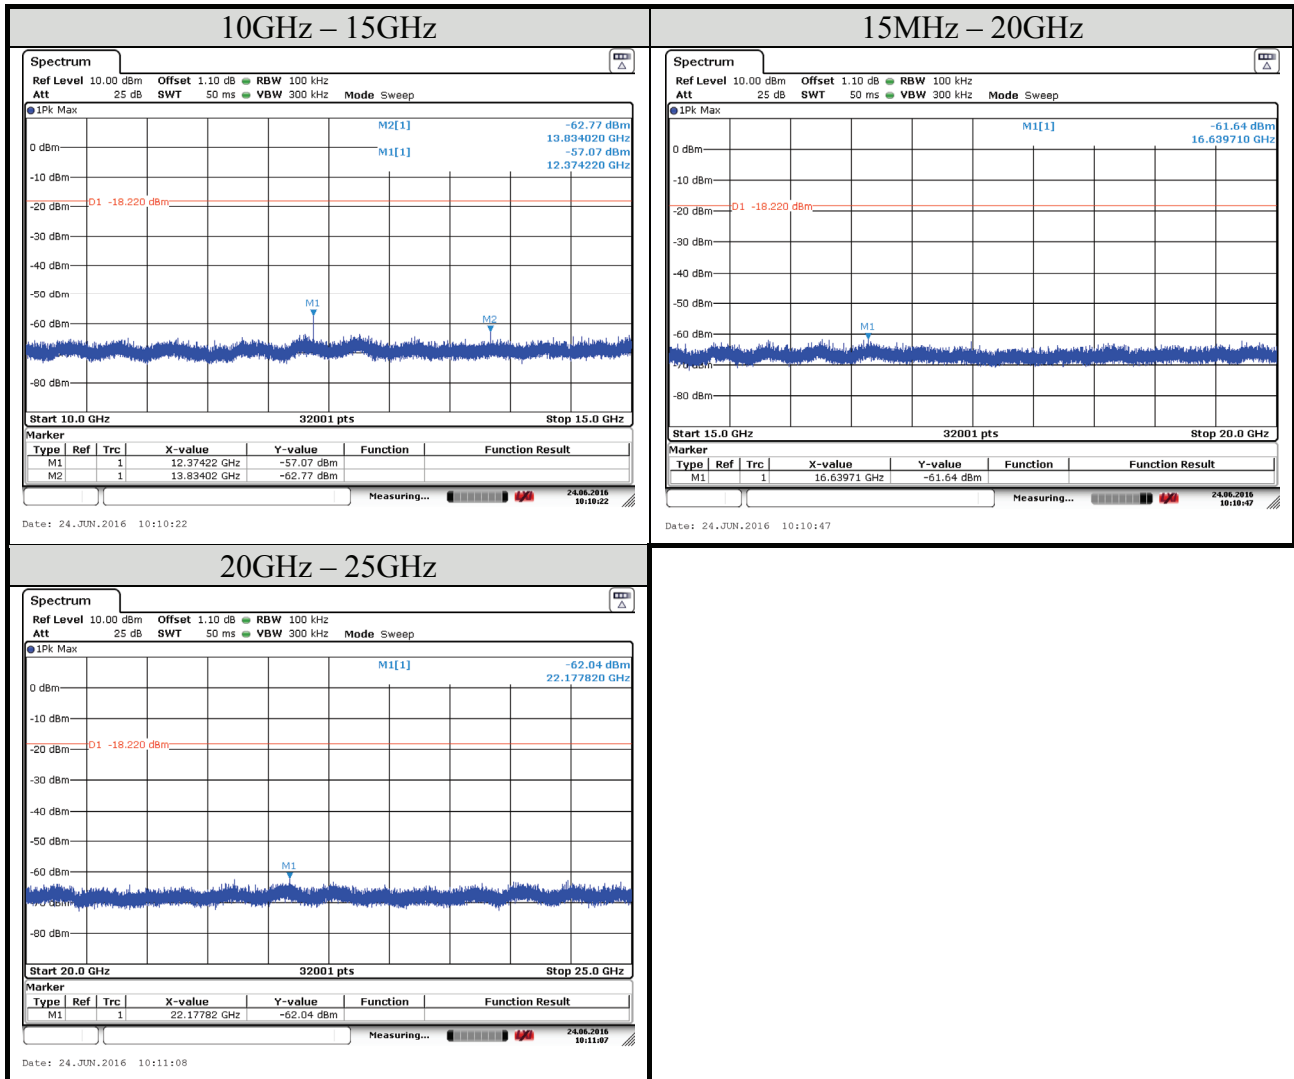 10GHz – 15GHz
Spectrum
Ref Level 10.00 dBm Offset 1.10 dB RBW 100 kHz
Att 25 dB SWT 50 ms VBW 300 kHz Mode Sweep
1Pk Max
M2[1] -62.77 dBm
13.834020 GHz
0 dBm
M1[1] -57.07 dBm
12.374220 GHz
-10 dBm
D1 -18.220 dBm
-20 dBm
-30 dBm
-40 dBm
-50 dBm
M1
M2
-60 dBm
-80 dBm
Start 10.0 GHz 32001 pts Stop 15.0 GHz
Marker
Type Ref Trc X-value Y-value Function Function Result
M1 1 12.37422 GHz -57.07 dBm
M2 1 13.83402 GHz -62.77 dBm
Measuring... 24.06.2016
10:10:22
Date: 24.JUN.2016 10:10:22
15MHz – 20GHz
Spectrum
Ref Level 10.00 dBm Offset 1.10 dB RBW 100 kHz
Att 25 dB SWT 50 ms VBW 300 kHz Mode Sweep
1Pk Max
M1[1] -61.64 dBm
16.639710 GHz
0 dBm
-10 dBm
D1 -18.220 dBm
-20 dBm
-30 dBm
-40 dBm
-50 dBm
M1
-60 dBm
-70 dBm
-80 dBm
Start 15.0 GHz 32001 pts Stop 20.0 GHz
Marker
Type Ref Trc X-value Y-value Function Function Result
M1 1 16.63971 GHz -61.64 dBm
Measuring... 24.06.2016
10:10:47
Date: 24.JUN.2016 10:10:47
20GHz – 25GHz
Spectrum
Ref Level 10.00 dBm Offset 1.10 dB RBW 100 kHz
Att 25 dB SWT 50 ms VBW 300 kHz Mode Sweep
1Pk Max
M1[1] -62.04 dBm
22.177820 GHz
0 dBm
-10 dBm
D1 -18.220 dBm
-20 dBm
-30 dBm
-40 dBm
-50 dBm
M1
-60 dBm
-70 dBm
-80 dBm
Start 20.0 GHz 32001 pts Stop 25.0 GHz
Marker
Type Ref Trc X-value Y-value Function Function Result
M1 1 22.17782 GHz -62.04 dBm
Measuring... 24.06.2016
10:11:07
Date: 24.JUN.2016 10:11:08